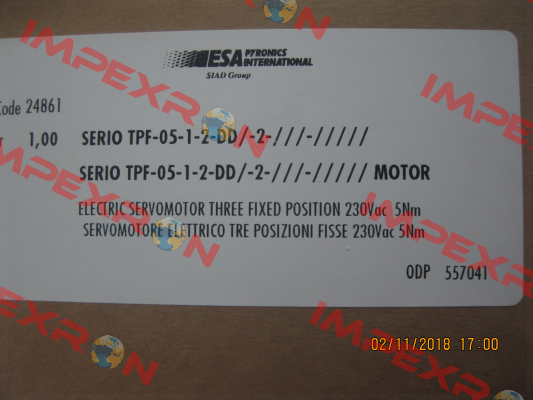 IMPEXRON
IMPEXRON
ESA PYRONICS
INTERNATIONAL
SIAD Group
Code 24861
1,00 SERIO TPF-05-1-2-DD/-2-///-/////
SERIO TPF-05-1-2-DD/-2-///-///// MOTOR
ELECTRIC SERVOMOTOR THREE FIXED POSITION 230Vac 5Nm
SERVOMOTORE ELETTRICO TRE POSIZIONI FISSE 230Vac 5Nm
ODP 557041
IMPEXRON
IMPEXRON
IMPEXRON
02/11/2018 17:00